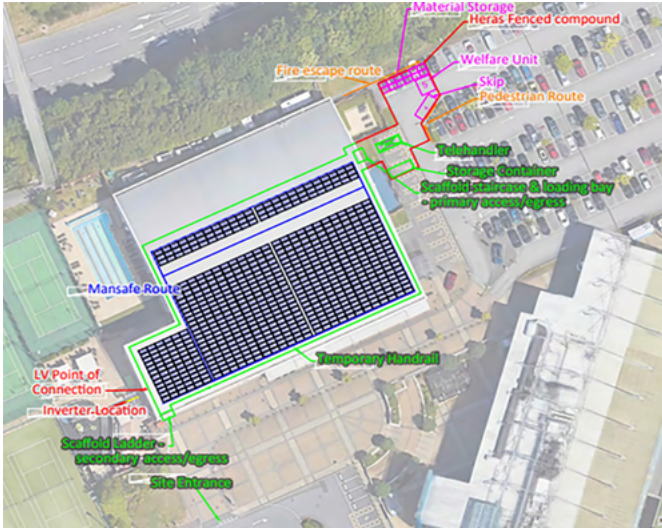 Material Storage
Heras Fenced compound
Welfare Unit
Fire escape route
Skip
Pedestrian Route
Telehandler
Storage Container
Scaffold staircase & loading bay
- primary access/egress
Mansafe Route
Temporary Handrail
LV Point of
Connection
Inverter Location
Scaffold Ladder -
secondary access/egress
Site Entrance